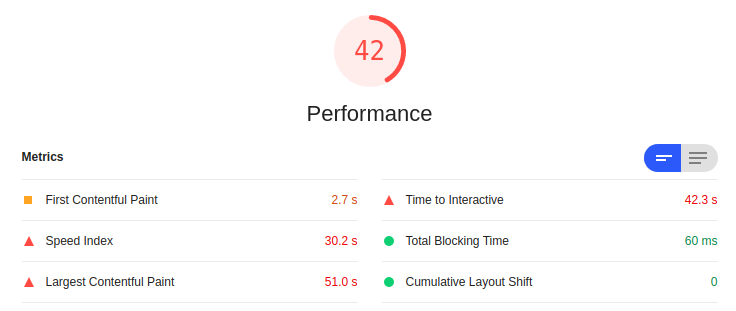 42
Performance
Metrics
First Contentful Paint 2.7 s
Time to Interactive 42.3 s
Speed Index 30.2 s
Total Blocking Time 60 ms
Largest Contentful Paint 51.0 s
Cumulative Layout Shift 0